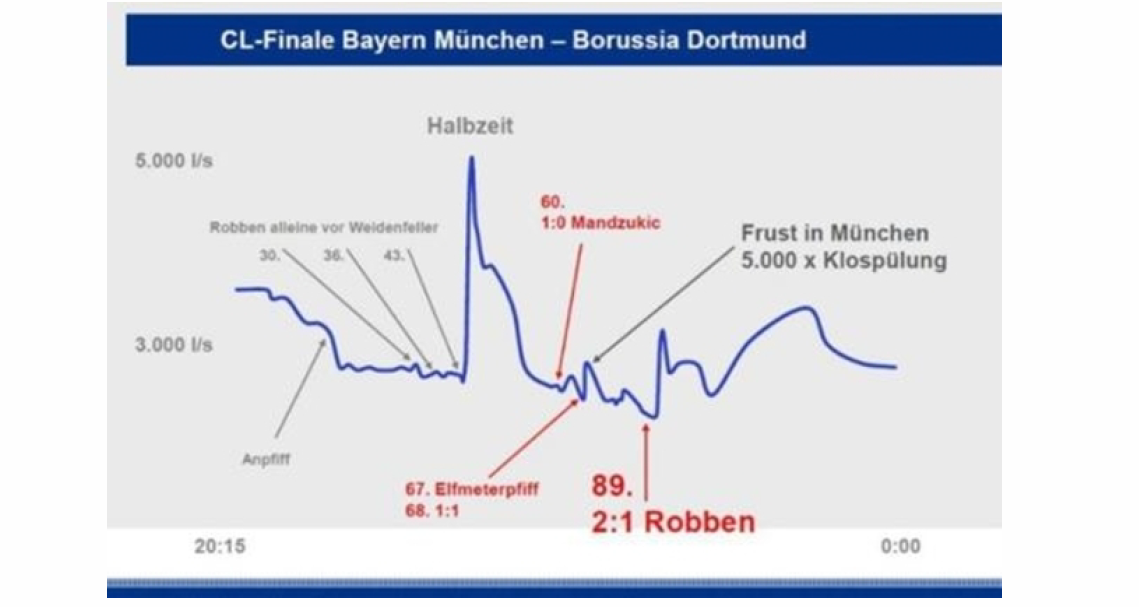 CL-Finale Bayern München – Borussia Dortmund
Halbzeit
5.000 l/s
60.
1:0 Mandzukic
Robben alleine vor Weidenfeller
30. 36. 43.
Frust in München
5.000 x Klospülung
3.000 l/s
Anpfiff
67. Elfmeterpfiff
68. 1:1
89.
2:1 Robben
20:15 0:00